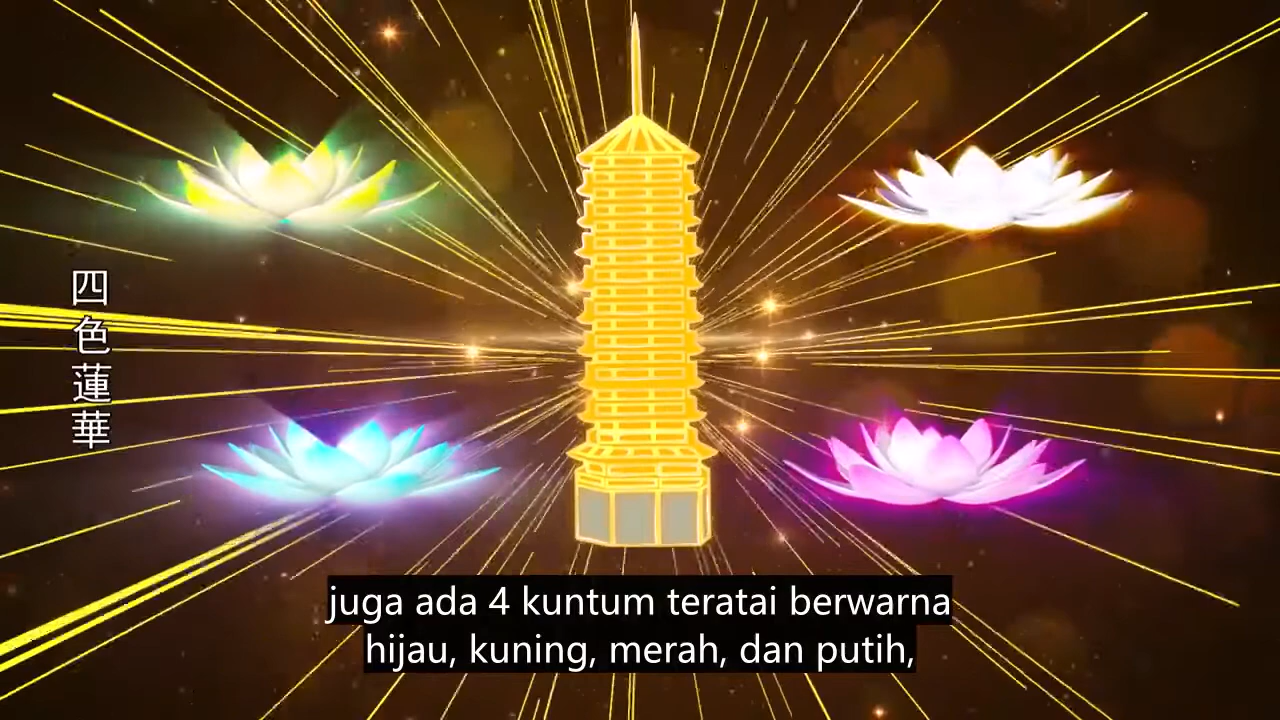 四色蓮華
juga ada 4 kuntum teratai berwarna
hijau, kuning, merah, dan putih,